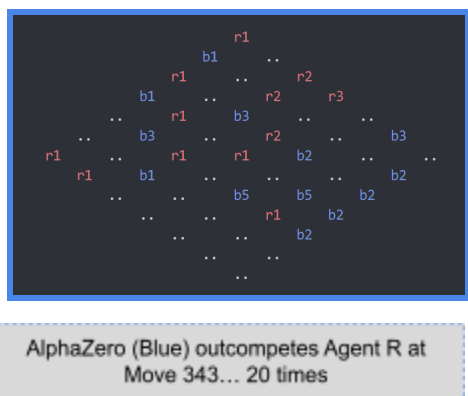 r1
b1 ..
r1 .. r2
b1 .. r2 r3
.. r1 b3 .. ..
.. b3 .. r2 .. b3
r1 .. r1 r1 b2 .. ..
r1 b1 .. .. .. b2
.. .. b5 b5 b2
.. .. r1 b2
.. .. b2
.. ..
..
AlphaZero (Blue) outcompetes Agent R at
Move 343... 20 times